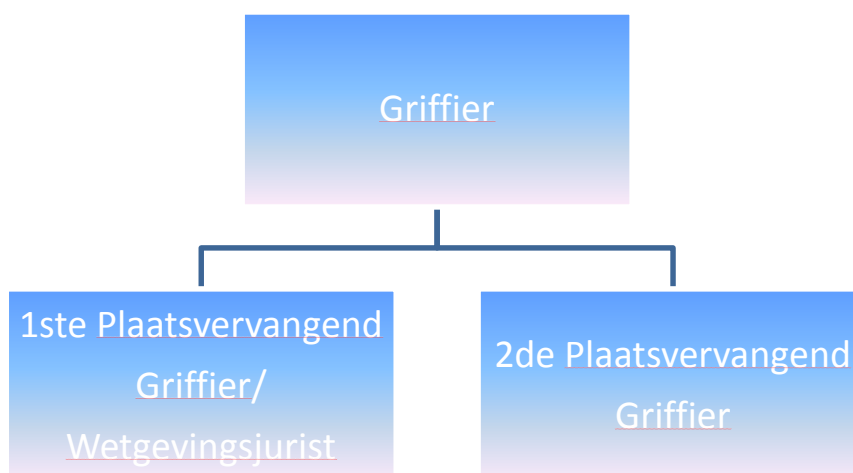 Griffier
1ste Plaatsvervangend
Griffier/
Wetgevingsjurist
2de Plaatsvervangend
Griffier